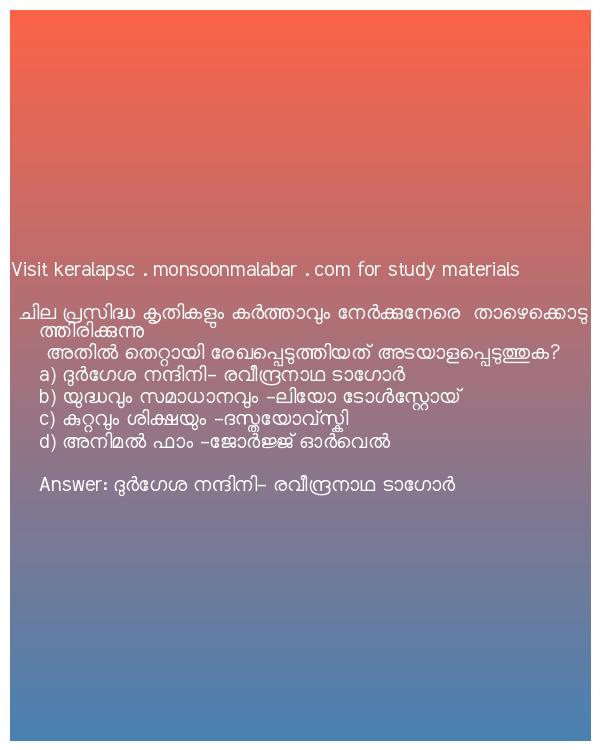 Visit keralapsc . monsoonmalabar . com for study materials
ചില പ്രസിദ്ധ കൃതികളും കർത്താവും നേർക്കുനേരെ താഴെക്കൊടു
ത്തിരിക്കുന്നു
അതിൽ തെറ്റായി രേഖപ്പെടുത്തിയത് അടയാളപ്പെടുത്തുക?
a) ദുർഗേശ നന്ദിനി- രവീന്ദ്രനാഥ ടാഗോർ
b) യുദ്ധവും സമാധാനവും -ലിയോ ടോൾസ്റ്റോയ്
c) കുറ്റവും ശിക്ഷയും -ദസ്തയോവ്സ്കി
d) അനിമൽ ഫാം -ജോർജ്ജ് ഓർവെൽ
Answer: ദുർഗേശ നന്ദിനി- രവീന്ദ്രനാഥ ടാഗോർ